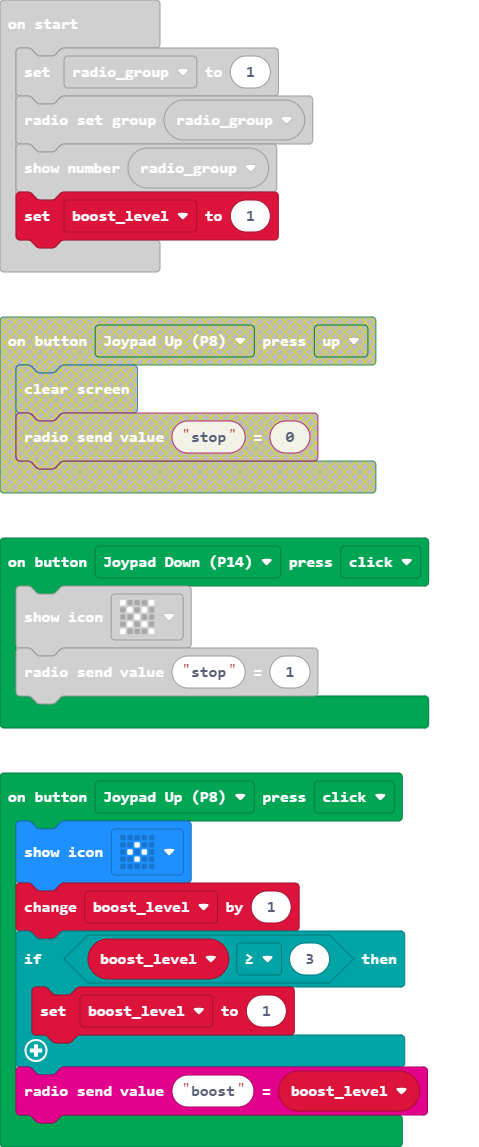 on start
set radio_group to 1
radio set group radio_group
show number radio_group
set boost_level to 1
on button Joypad Up (P8) press up
clear screen
radio send value "stop" = 0
on button Joypad Down (P14) press click
show icon
radio send value "stop" = 1
on button Joypad Up (P8) press click
show icon
change boost_level by 1
if boost_level ≥ 3 then
set boost_level to 1
radio send value "boost" = boost_level